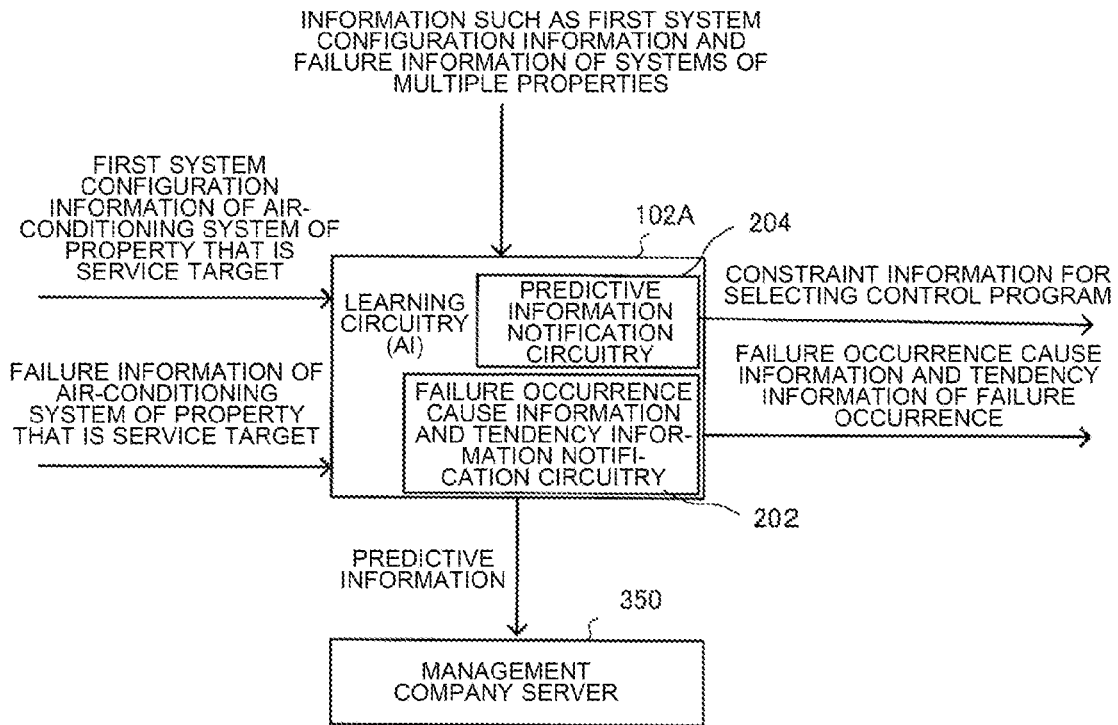 INFORMATION SUCH AS FIRST SYSTEM
CONFIGURATION INFORMATION AND
FAILURE INFORMATION OF SYSTEMS OF
MULTIPLE PROPERTIES
FIRST SYSTEM
CONFIGURATION
INFORMATION OF AIR-
CONDITIONING SYSTEM OF
PROPERTY THAT IS
SERVICE TARGET
FAILURE INFORMATION OF
AIR-CONDITIONING
SYSTEM OF PROPERTY
THAT IS SERVICE TARGET
102A
204
LEARNING
CIRCUITRY
(AI)
PREDICTIVE
INFORMATION
NOTIFICATION
CIRCUITRY
FAILURE OCCURRENCE
CAUSE INFORMATION
AND TENDENCY INFOR-
MATION NOTIFI-
CATION CIRCUITRY
202
CONSTRAINT INFORMATION FOR
SELECTING CONTROL PROGRAM
FAILURE OCCURRENCE CAUSE
INFORMATION AND TENDENCY
INFORMATION OF FAILURE
OCCURRENCE
PREDICTIVE
INFORMATION
350
MANAGEMENT
COMPANY SERVER